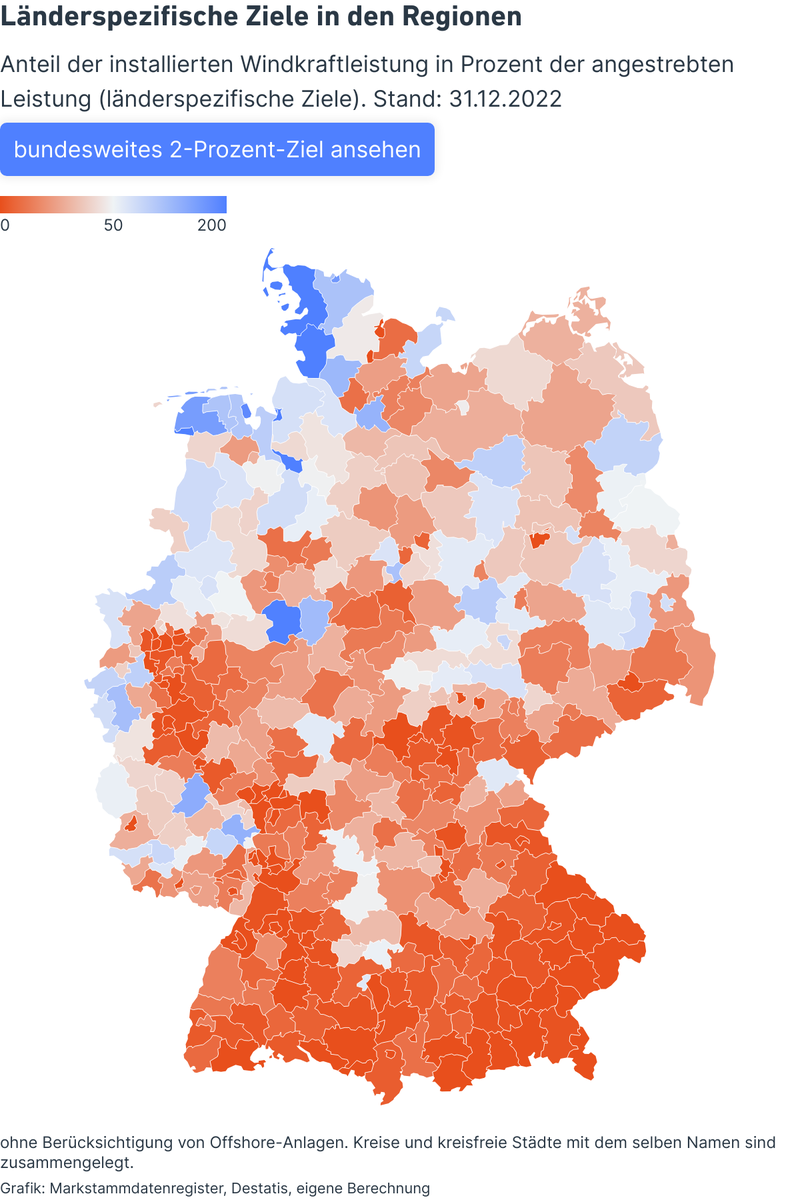 Länderspezifische Ziele in den Regionen
Anteil der installierten Windkraftleistung in Prozent der angestrebten
Leistung (länderspezifische Ziele). Stand: 31.12.2022
bundesweites 2-Prozent-Ziel ansehen
0 50 200
ohne Berücksichtigung von Offshore-Anlagen. Kreise und kreisfreie Städte mit dem selben Namen sind
zusammengelegt.
Grafik: Markstammdatenregister, Destatis, eigene Berechnung